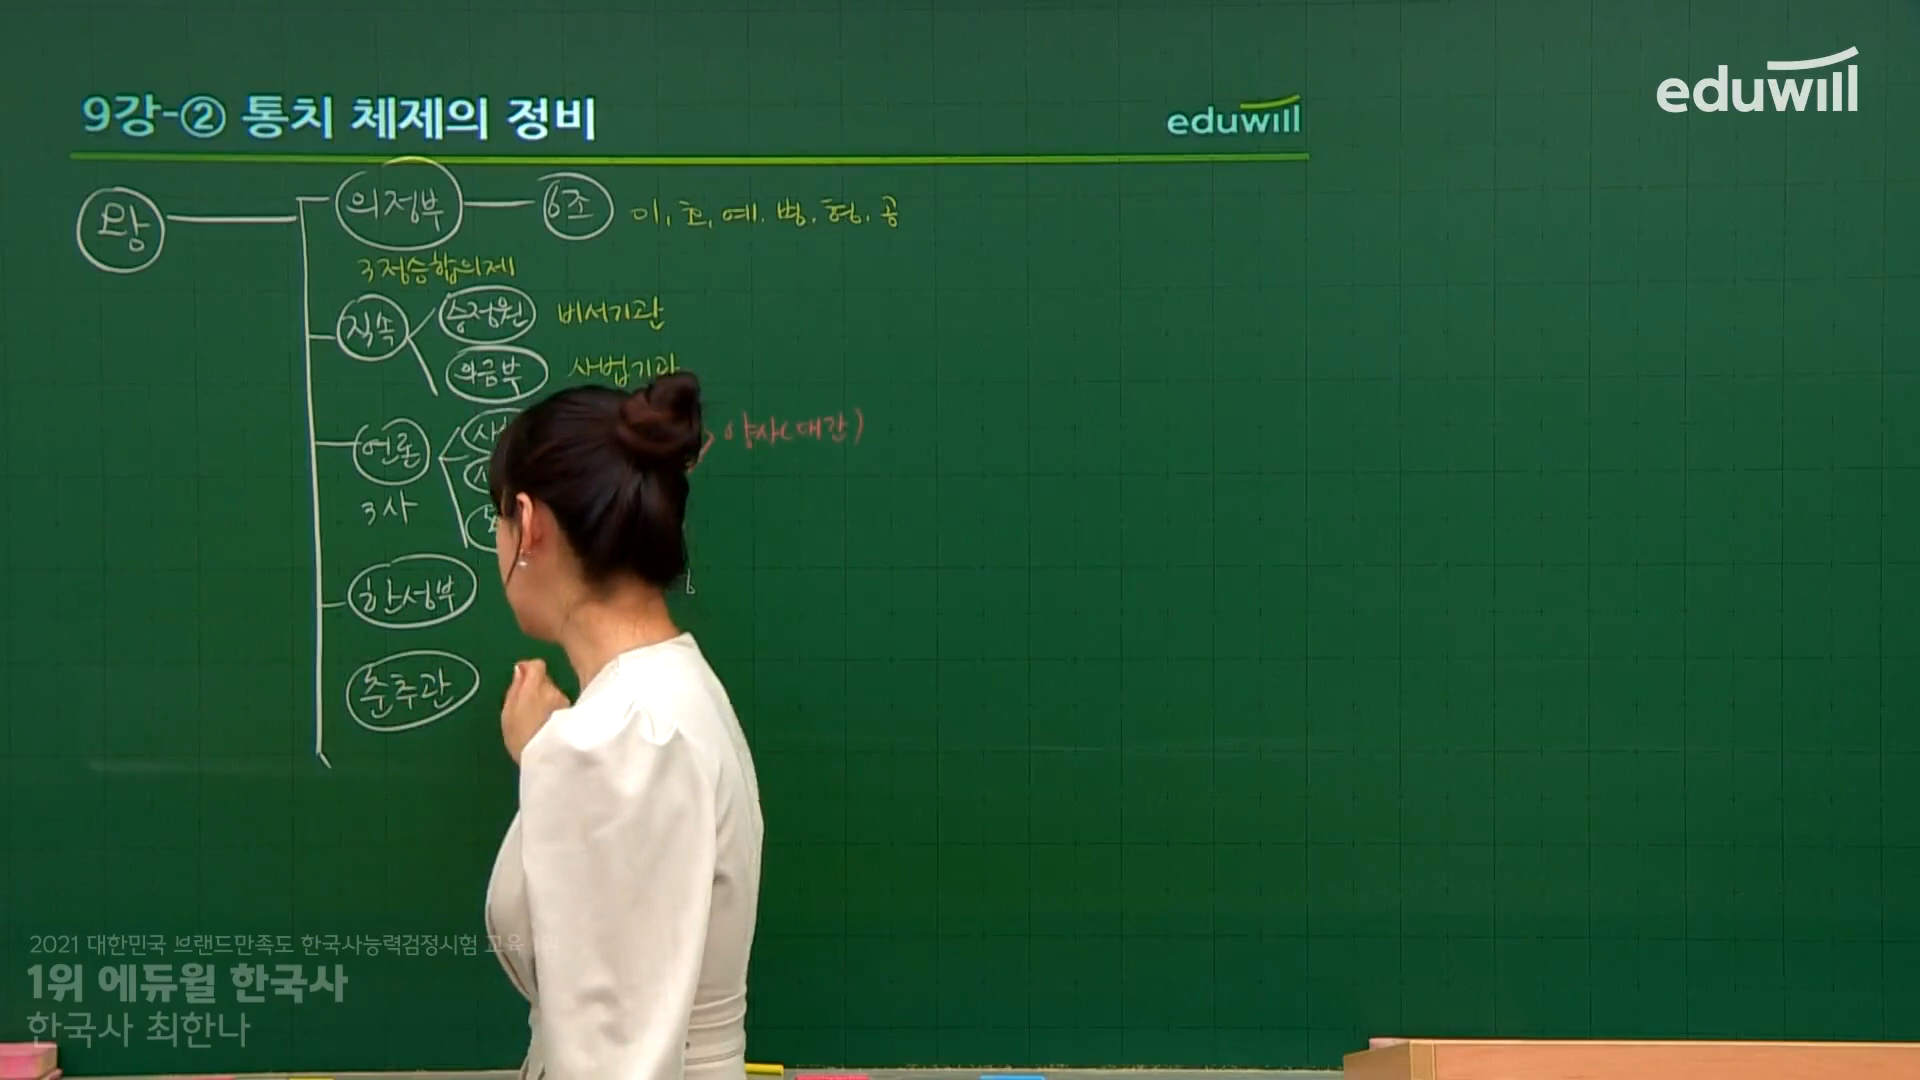 eduwill
9강-② 통치 체제의 정비
eduwill
왕
의정부
6조
이, 호, 예. 병. 형. 공
3정승합의제
직속
승정원
비서기관
의금부
사법기관
언론
양사(대간)
3사
한성부
춘추관
2021 대한민국 브랜드만족도 한국사능력검정시험 교육
1위 에듀윌 한국사
한국사 최한나